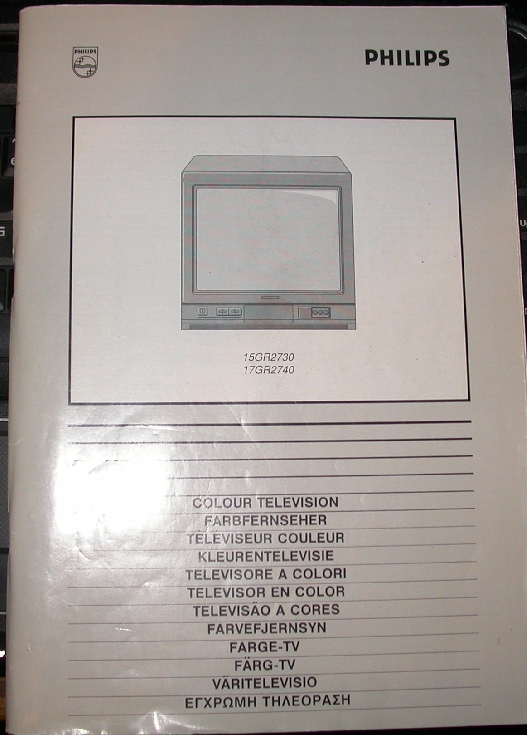 PHILIPS
PHILIPS
15GR2730
17GR2740
COLOUR TELEVISION
FARBFERNSEHER
TÉLÉVISEUR COULEUR
KLEURENTELEVISIE
TELEVISORE A COLORI
TELEVISOR EN COLOR
TELEVISÃO A CORES
FARVEFJERNSYN
FARGE-TV
FÄRG-TV
VÄRITELEVISIO
ΕΓΧΡΩΜΗ ΤΗΛΕΟΡΑΣΗ